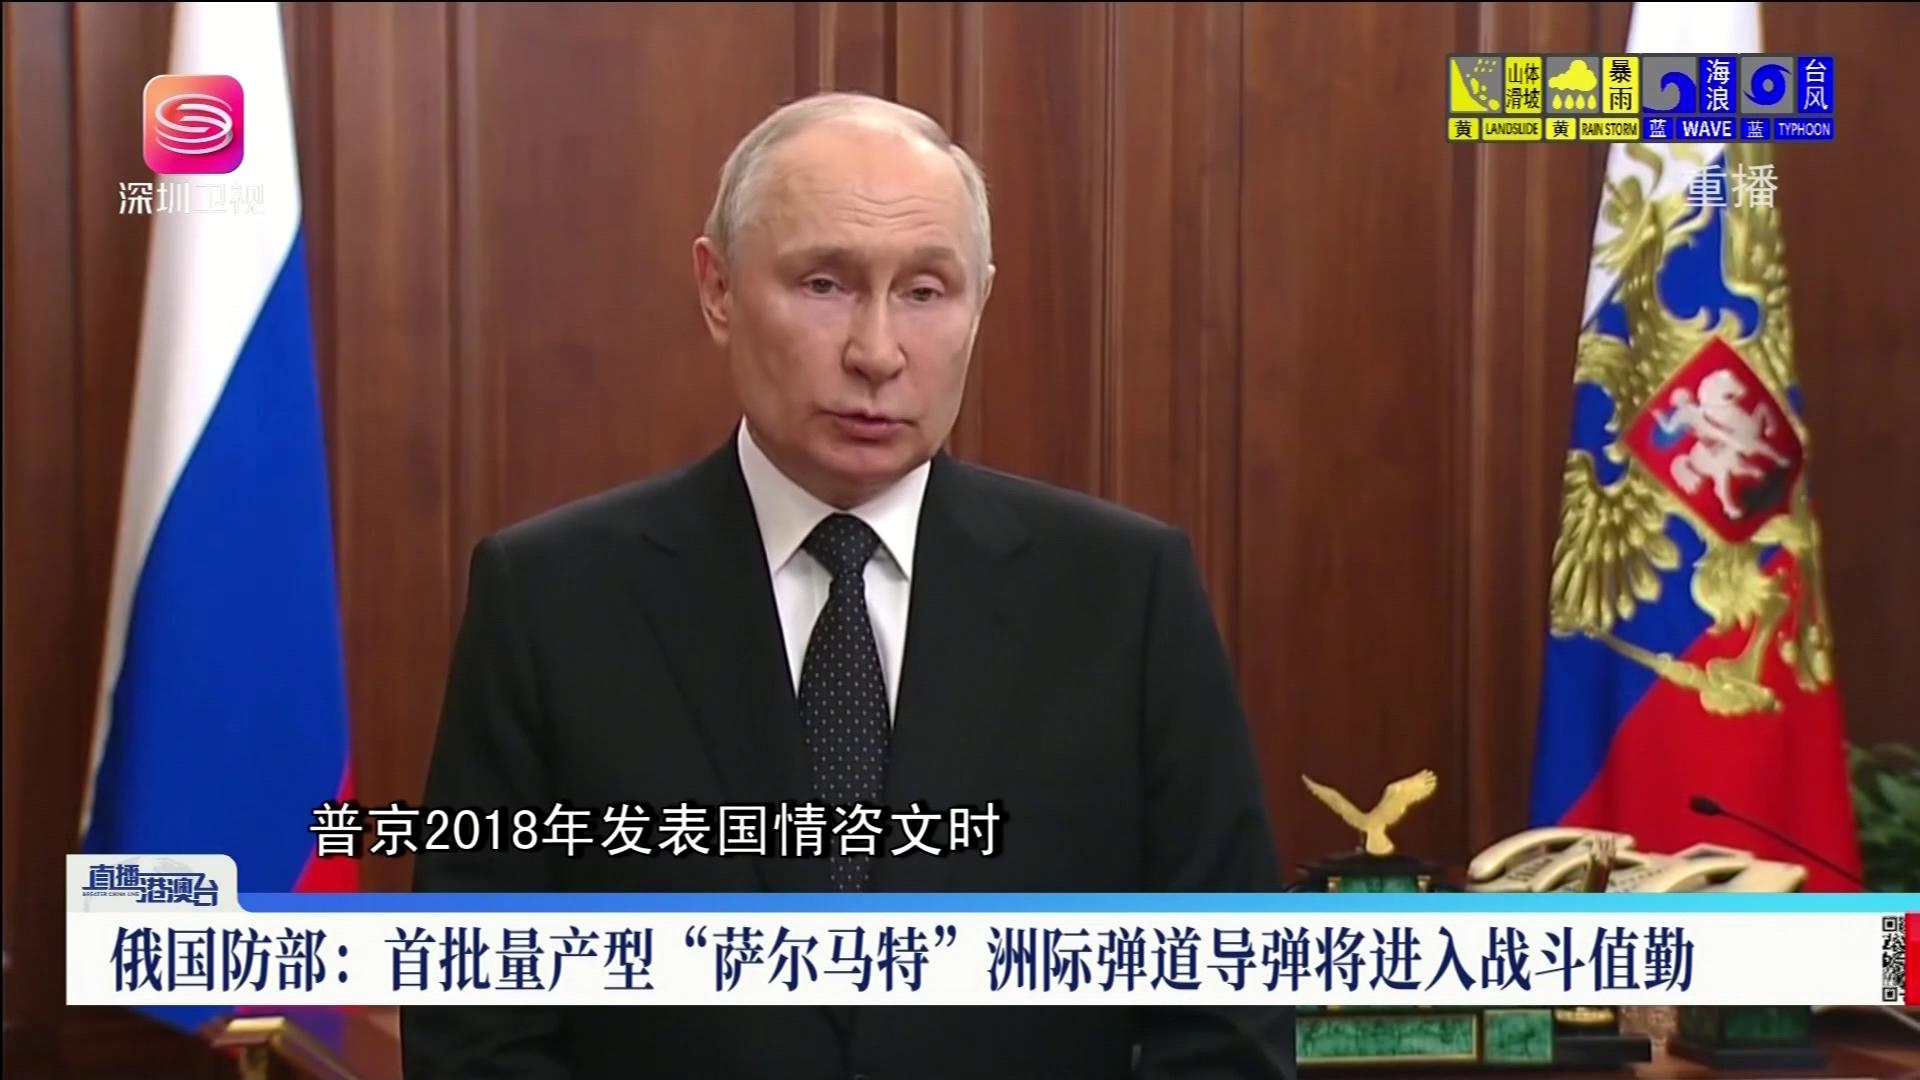 深圳卫视
山体滑坡
黄 LANDSLIDE
暴雨
黄 RAIN STORM
海浪
蓝 WAVE
台风
蓝 TYPHOON
重播
普京2018年发表国情咨文时
直播港澳台
俄国防部：首批量产型“萨尔马特”洲际弹道导弹将进入战斗值勤